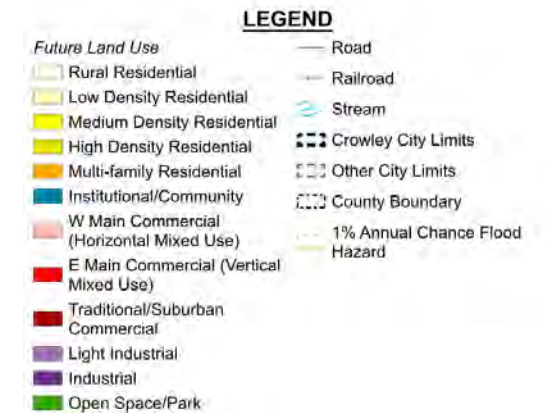 LEGEND
Future Land Use
Rural Residential
Low Density Residential
Medium Density Residential
High Density Residential
Multi-family Residential
Institutional/Community
W Main Commercial
(Horizontal Mixed Use)
E Main Commercial (Vertical
Mixed Use)
Traditional/Suburban
Commercial
Light Industrial
Industrial
Open Space/Park
Road
Railroad
Stream
Crowley City Limits
Other City Limits
County Boundary
1% Annual Chance Flood
Hazard